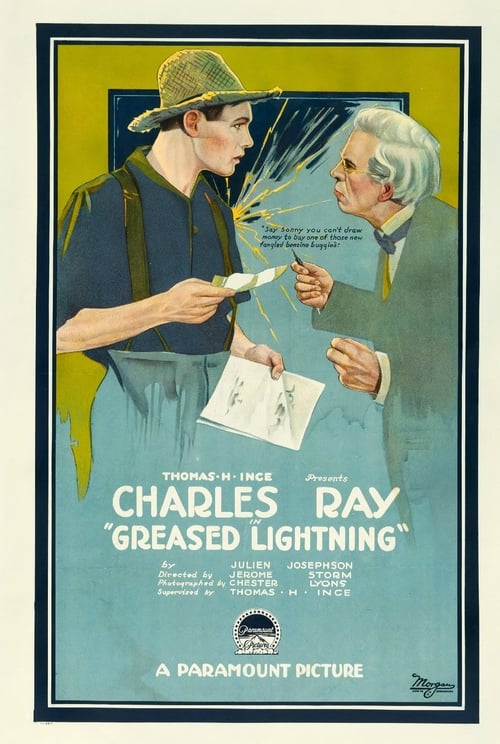 "Say sonny you can't draw
money to buy one of those new
fangled benzine buggies."
THOMAS·H·INCE Presents
CHARLES RAY
IN
"GREASED LIGHTNING"
by JULIEN JOSEPHSON
Directed by JEROME STORM
Photographed by CHESTER LYONS
Supervised by THOMAS·H·INCE
Paramount
Pictures
A PARAMOUNT PICTURE
Morgan